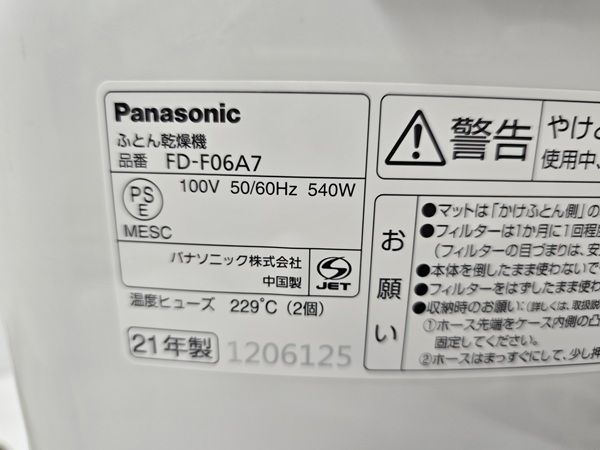 Panasonic
ふとん乾燥機
品番 FD-F06A7
100V 50/60Hz 540W
PS
E
MESC
パナソニック株式会社
中国製
S
JET
温度ヒューズ 229℃ (2個)
21年製 1206125
警告
やけど
使用中、
お願い
●マットは「かけふとん側」の
●フィルターは1か月に1回程度
(フィルターの目づまりは、安
●本体を倒したまま使わないで
●フィルターをはずしたまま使わ
●収納時のお願い:(詳しくは、取扱説
①ホース先端をケース内側の凸
固定してください。
②ホースはまっすぐにして、少し押